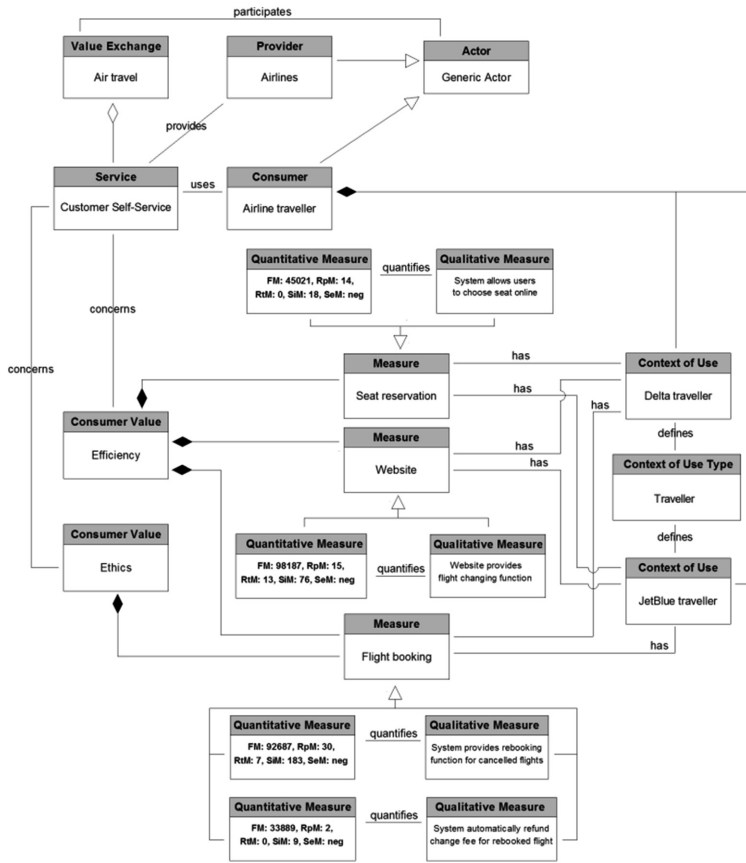 participates
Value Exchange
Air travel
Provider
Airlines
Actor
Generic Actor
provides
Service
Customer Self-Service
uses
Consumer
Airline traveller
Quantitative Measure
FM: 45021, RpM: 14,
RtM: 0, SiM: 18, SeM: neg
quantifies
Qualitative Measure
System allows users
to choose seat online
concerns
concerns
Measure
Seat reservation
has
has
has
Context of Use
Delta traveller
defines
Consumer Value
Efficiency
Measure
Website
has
has
Context of Use Type
Traveller
defines
Consumer Value
Ethics
Quantitative Measure
FM: 98187, RpM: 15,
RtM: 13, SiM: 76, SeM: neg
quantifies
Qualitative Measure
Website provides
flight changing function
Context of Use
JetBlue traveller
Measure
Flight booking
has
Quantitative Measure
FM: 92687, RpM: 30,
RtM: 7, SiM: 183, SeM: neg
quantifies
Qualitative Measure
System provides rebooking
function for cancelled flights
Quantitative Measure
FM: 33889, RpM: 2,
RtM: 0, SiM: 9, SeM: neg
quantifies
Qualitative Measure
System automatically refund
change fee for rebooked flight